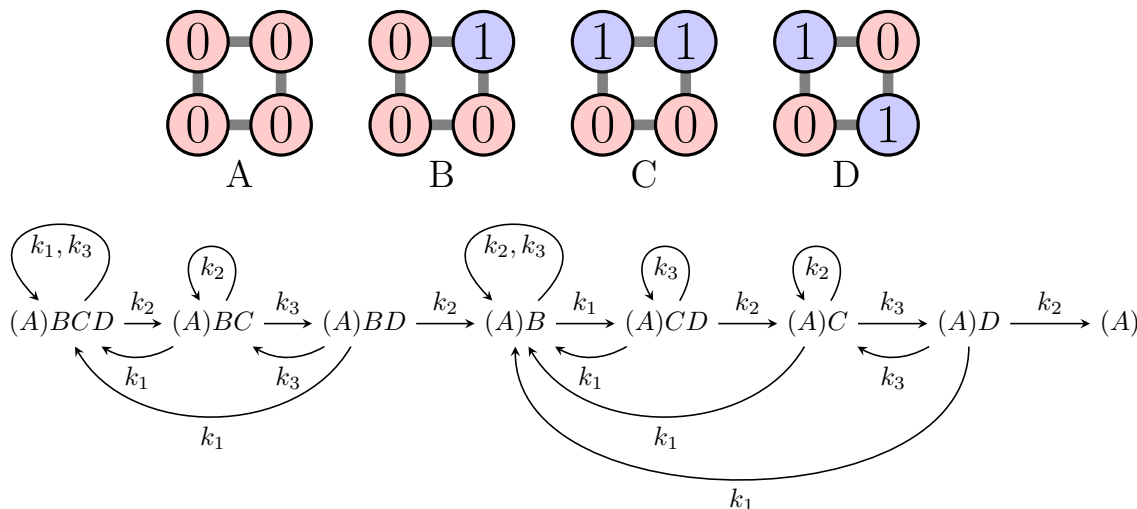 0 0 0 1 1 1 1 0
0 0 0 0 0 0 0 1
A B C D
k₁, k₃ k₂ k₂, k₃ k₃ k₂
(A)BCD k₂ (A)BC k₃ (A)BD k₂ (A)B k₁ (A)CD k₂ (A)C k₃ (A)D k₂ (A)
k₁ k₃ k₁ k₃
k₁ k₁
k₁